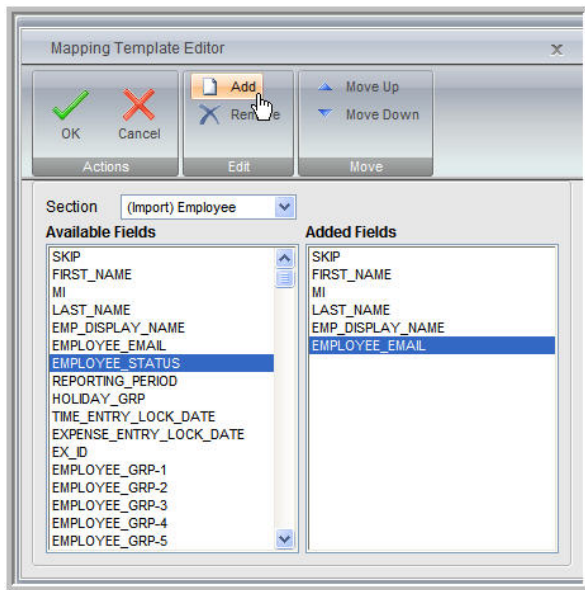 Mapping Template Editor
x
Add
Move Up
Move Down
OK
Cancel
Actions
Edit
Move
Section
(Import) Employee
Available Fields
SKIP
FIRST_NAME
MI
LAST_NAME
EMP_DISPLAY_NAME
EMPLOYEE_EMAIL
EMPLOYEE_STATUS
REPORTING_PERIOD
HOLIDAY_GRP
TIME_ENTRY_LOCK_DATE
EXPENSE_ENTRY_LOCK_DATE
EX_ID
EMPLOYEE_GRP-1
EMPLOYEE_GRP-2
EMPLOYEE_GRP-3
EMPLOYEE_GRP-4
EMPLOYEE_GRP-5
Added Fields
SKIP
FIRST_NAME
MI
LAST_NAME
EMP_DISPLAY_NAME
EMPLOYEE_EMAIL